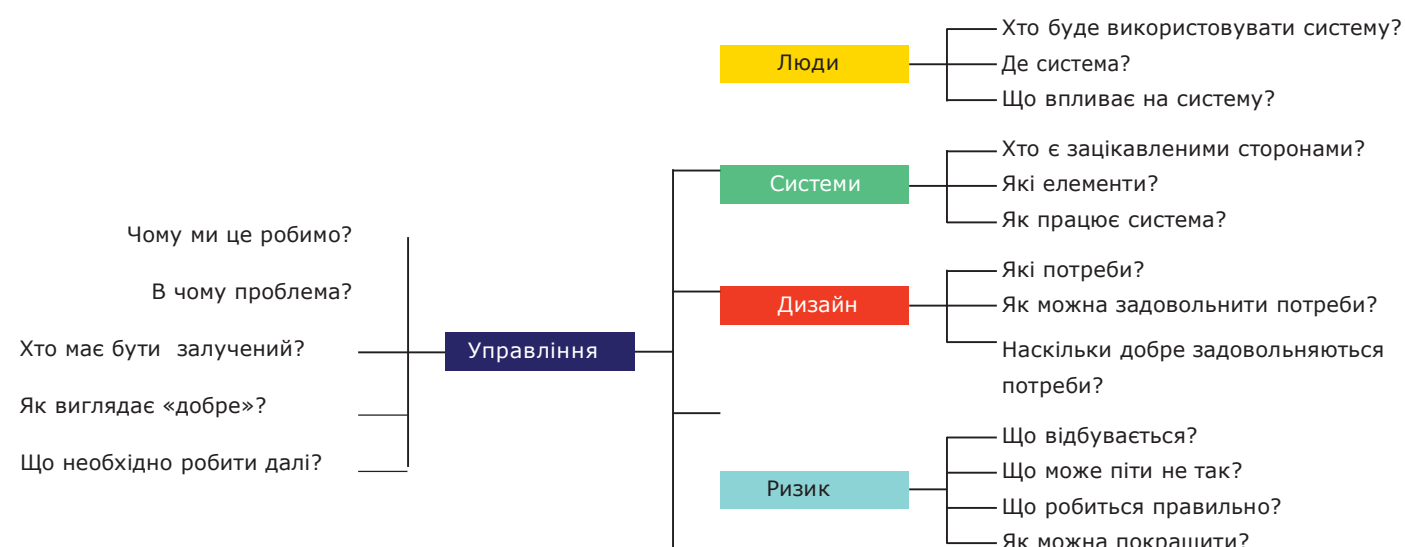 Чому ми це робимо?
В чому проблема?
Хто має бути залучений?
Як виглядає «добре»?
Що необхідно робити далі?
Управління
Люди
Хто буде використовувати систему?
Де система?
Що впливає на систему?
Системи
Хто є зацікавленими сторонами?
Які елементи?
Як працює система?
Дизайн
Які потреби?
Як можна задовольнити потреби?
Наскільки добре задовольняються
потреби?
Ризик
Що відбувається?
Що може піти не так?
Що робиться правильно?
Як можна покращити?